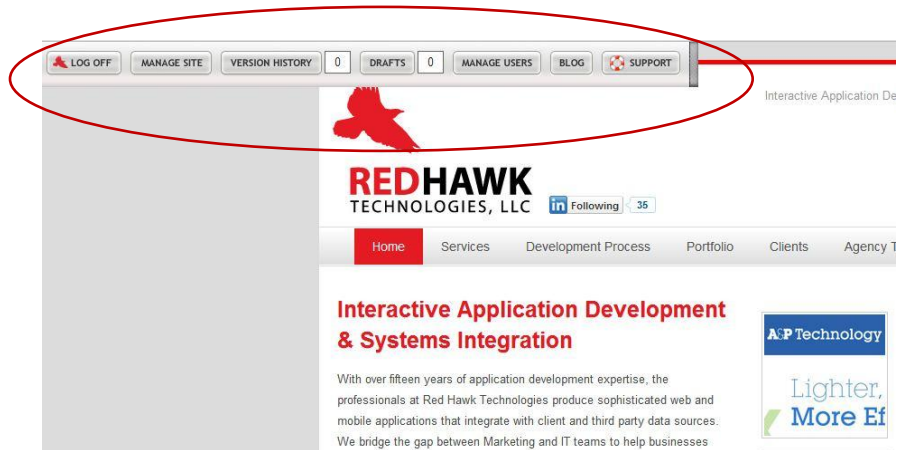 LOG OFF MANAGE SITE VERSION HISTORY 0 DRAFTS 0 MANAGE USERS BLOG SUPPORT
Interactive Application De
REDHAWK
TECHNOLOGIES, LLC
in Following 35
Home Services Development Process Portfolio Clients Agency T
Interactive Application Development
& Systems Integration
With over fifteen years of application development expertise, the
professionals at Red Hawk Technologies produce sophisticated web and
mobile applications that integrate with client and third party data sources.
We bridge the gap between Marketing and IT teams to help businesses
A&P Technology
Lighter,
More Ef